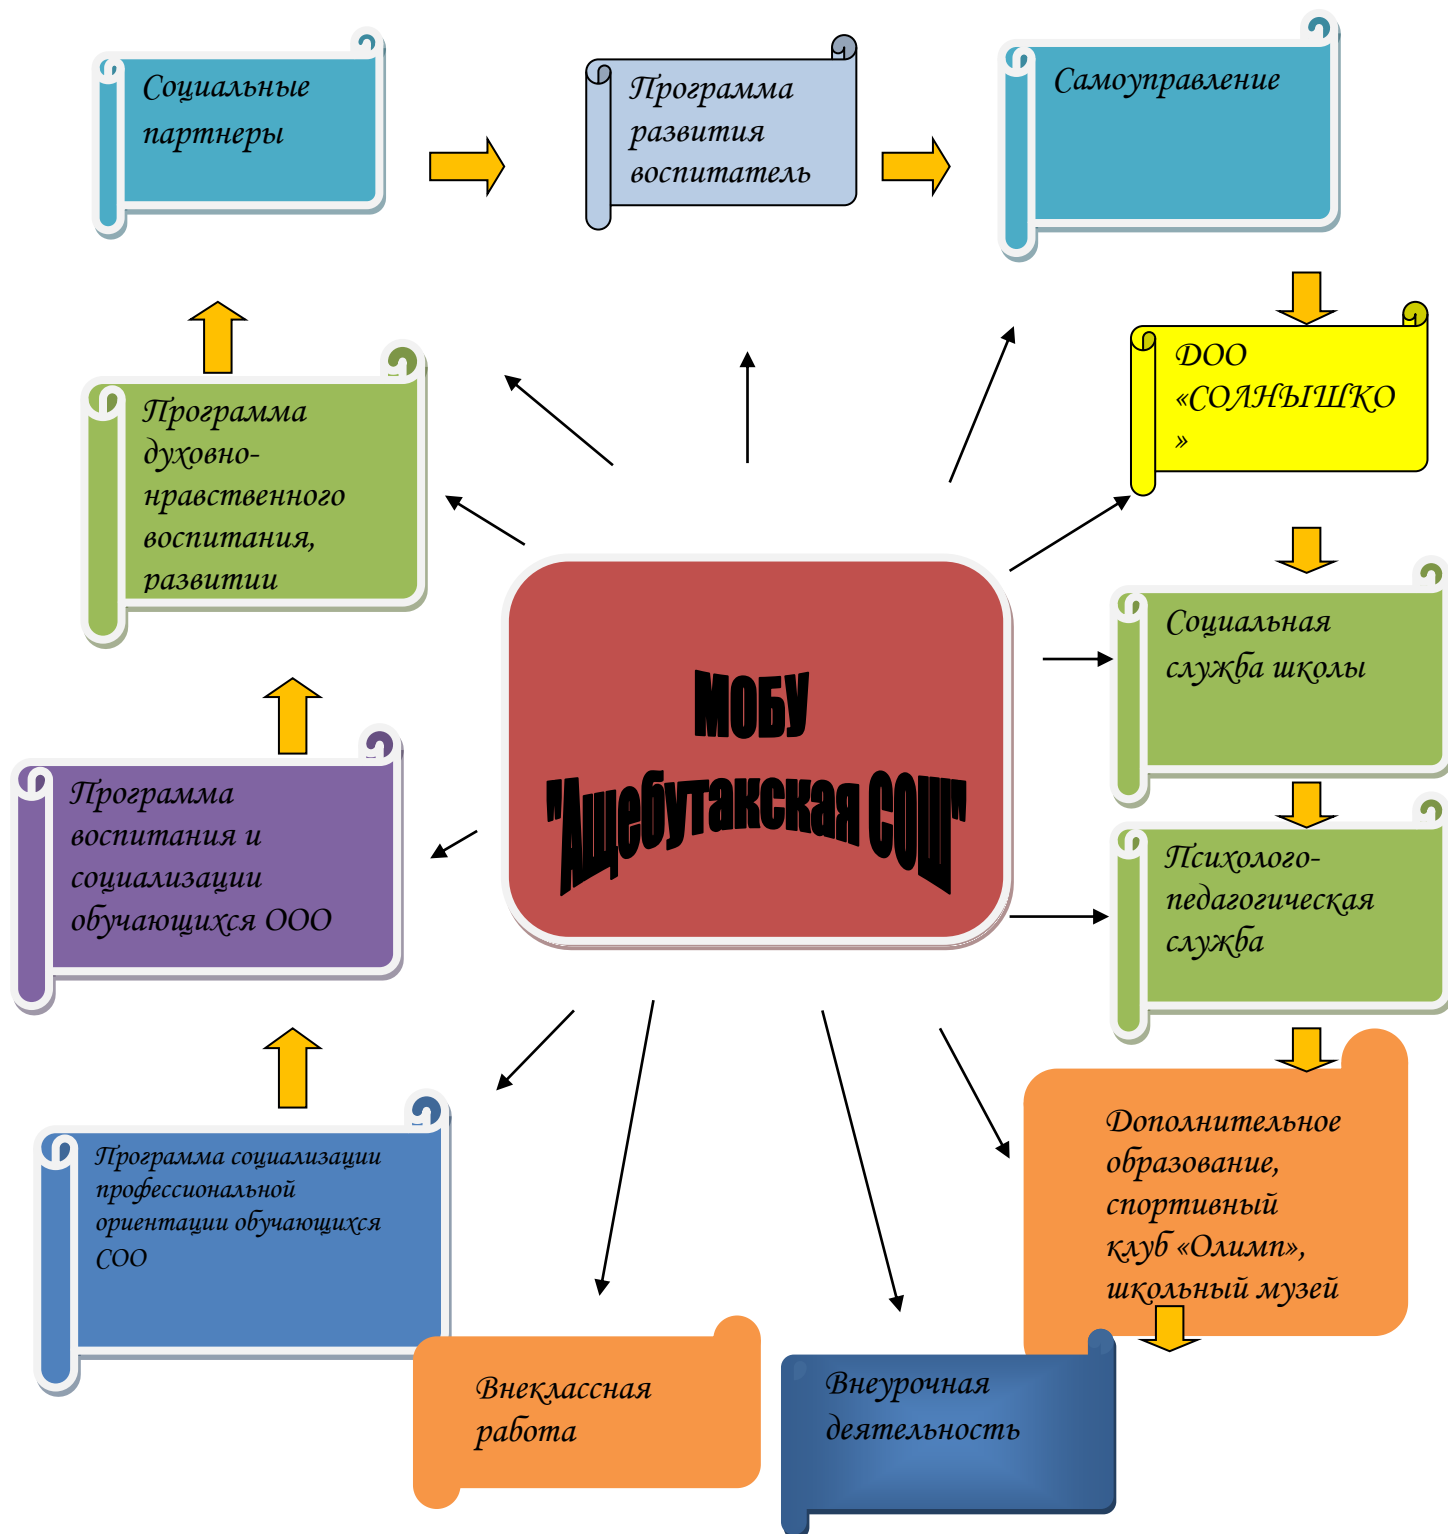 Социальные
партнеры
Программа
развития
воспитатель
Самоуправление
ДОО
«СОЛНЫШКО
»
Программа
духовно-
нравственного
воспитания,
развитии
Социальная
служба школы
МОБУ
"Ащебутакская СОШ"
Программа
воспитания и
социализации
обучающихся ООО
Психолого-
педагогическая
служба
Программа социализации
профессиональной
ориентации обучающихся
СОО
Дополнительное
образование,
спортивный
клуб «Олимп»,
школьный музей
Внеклассная
работа
Внеурочная
деятельность